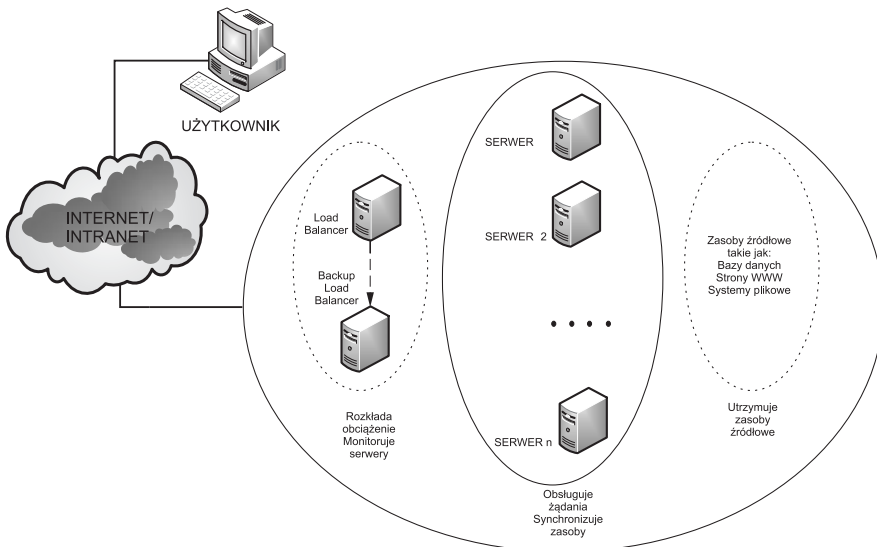 UŻYTKOWNIK
INTERNET/
INTRANET
Load
Balancer
Backup
Load
Balancer
Rozkłada
obciążenie
Monitoruje
serwery
SERWER
SERWER 2
SERWER n
Obsługuje
żądania
Synchronizuje
zasoby
Zasoby źródłowe
takie jak:
Bazy danych
Strony WWW
Systemy plikowe
Utrzymuje
zasoby
źródłowe